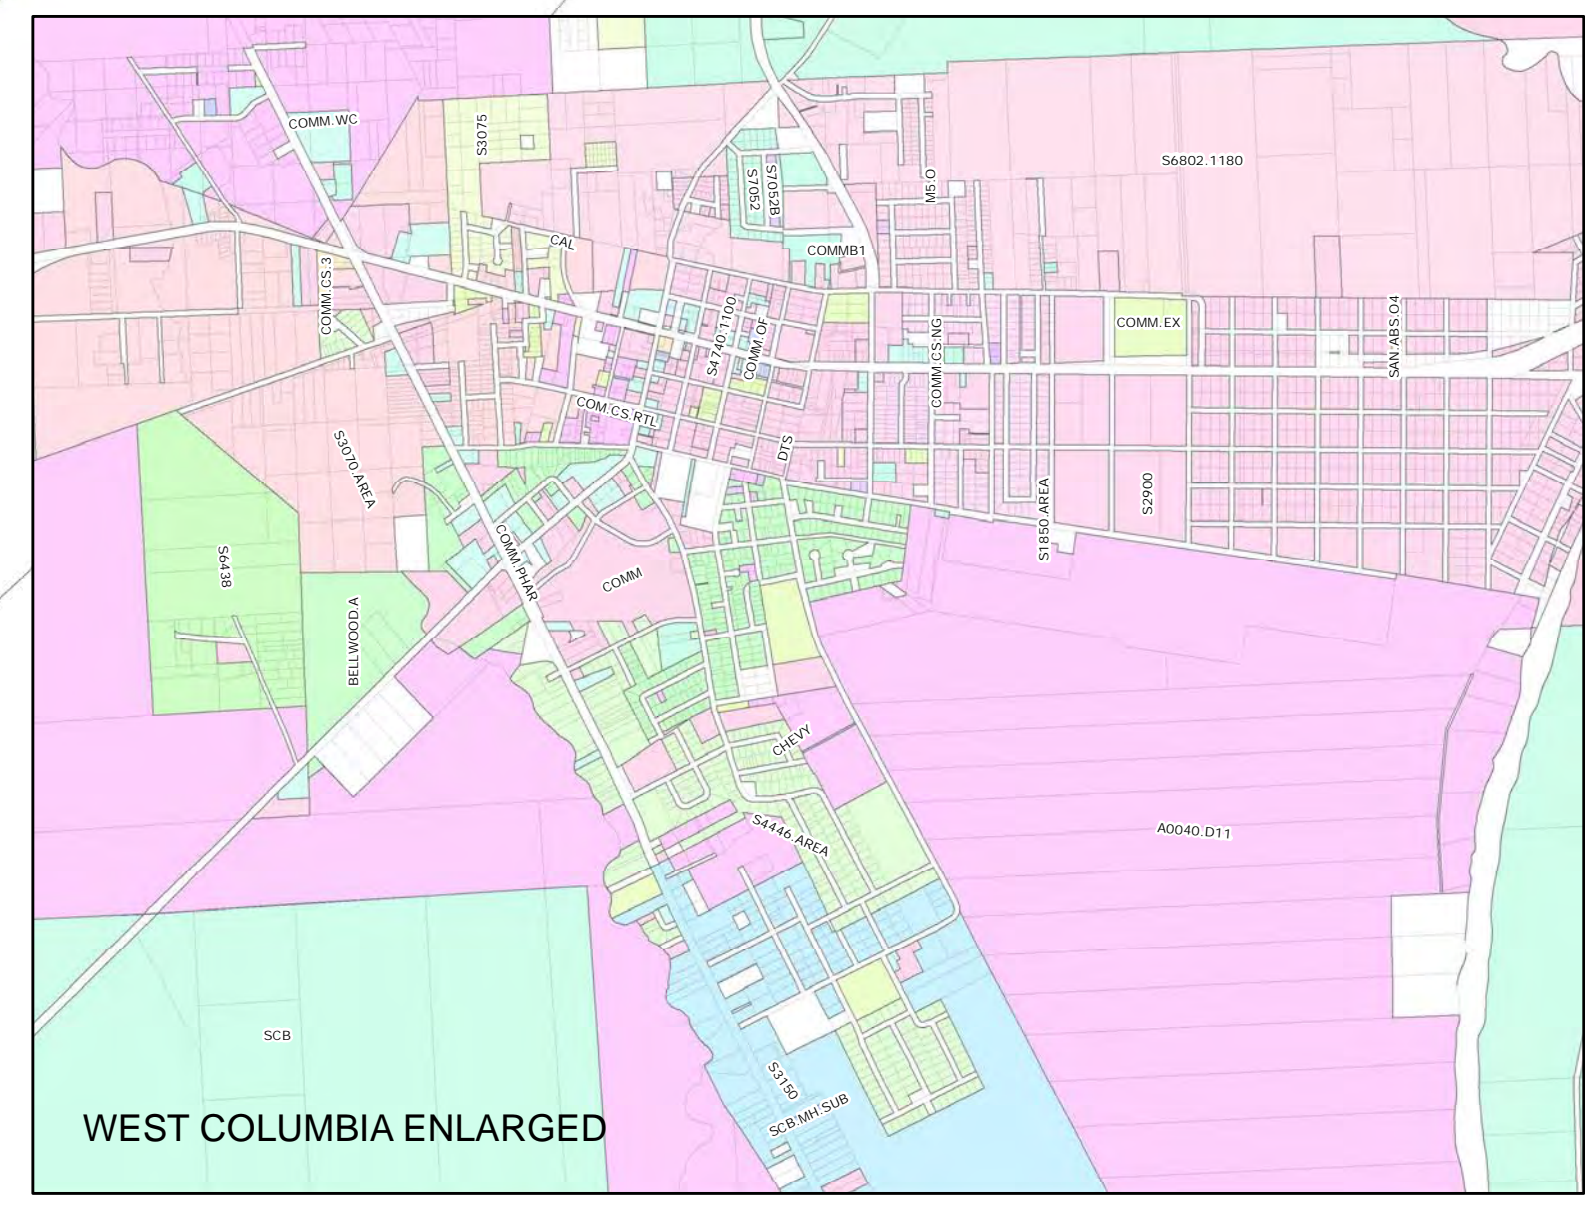 COMM.WC
S3075
S6802.1180
S7052
S7052B
M5.O
CAL
COMMB1
COMM.CS.3
S4740.1100
COMM.OF
COMM.CS.NG
COMM.EX
SAN.ABS.O4
COM.CS.RTL
DTS
S3070.AREA
S2900
S1850.AREA
COMM.PHAR
S6438
COMM
BELLWOOD.A
CHEVY
S4446.AREA
A0040.D11
SCB
S3150
SCB.MH.SUB
WEST COLUMBIA ENLARGED